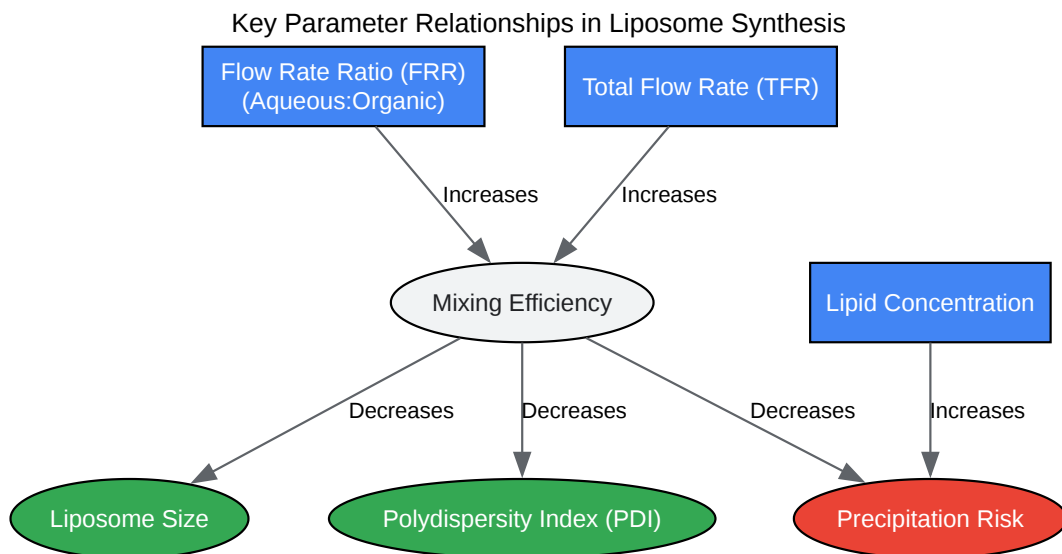 Key Parameter Relationships in Liposome Synthesis
Flow Rate Ratio (FRR)
(Aqueous:Organic)
Total Flow Rate (TFR)
Increases
Increases
Mixing Efficiency
Lipid Concentration
Decreases
Decreases
Decreases
Increases
Liposome Size
Polydispersity Index (PDI)
Precipitation Risk